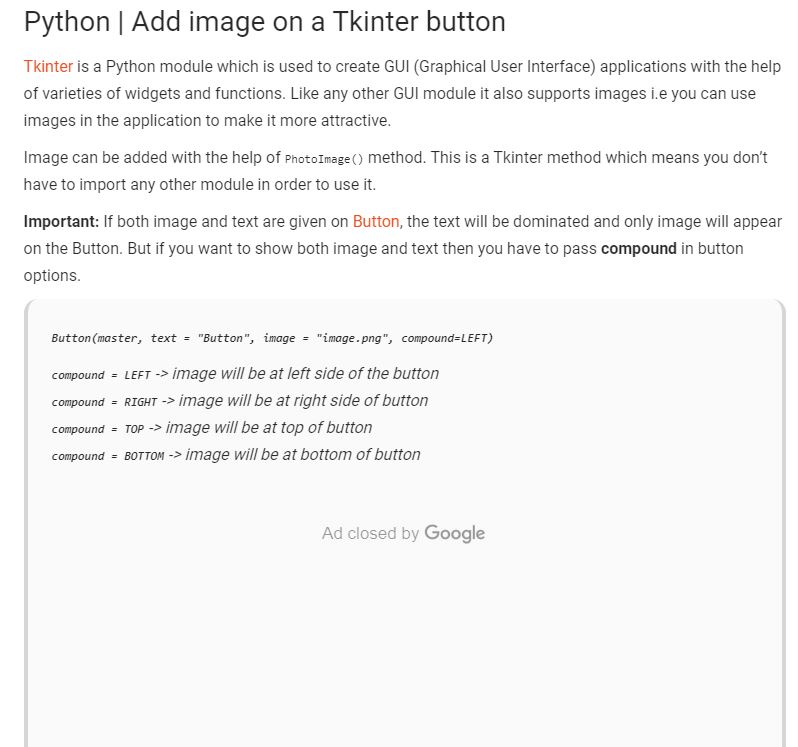 Python | Add image on a Tkinter button
Tkinter is a Python module which is used to create GUI (Graphical User Interface) applications with the help
of varieties of widgets and functions. Like any other GUI module it also supports images i.e you can use
images in the application to make it more attractive.
Image can be added with the help of PhotoImage() method. This is a Tkinter method which means you don’t
have to import any other module in order to use it.
Important: If both image and text are given on Button, the text will be dominated and only image will appear
on the Button. But if you want to show both image and text then you have to pass compound in button
options.
Button(master, text = "Button", image = "image.png", compound=LEFT)
compound = LEFT -> image will be at left side of the button
compound = RIGHT -> image will be at right side of button
compound = TOP -> image will be at top of button
compound = BOTTOM -> image will be at bottom of button
Ad closed by Google